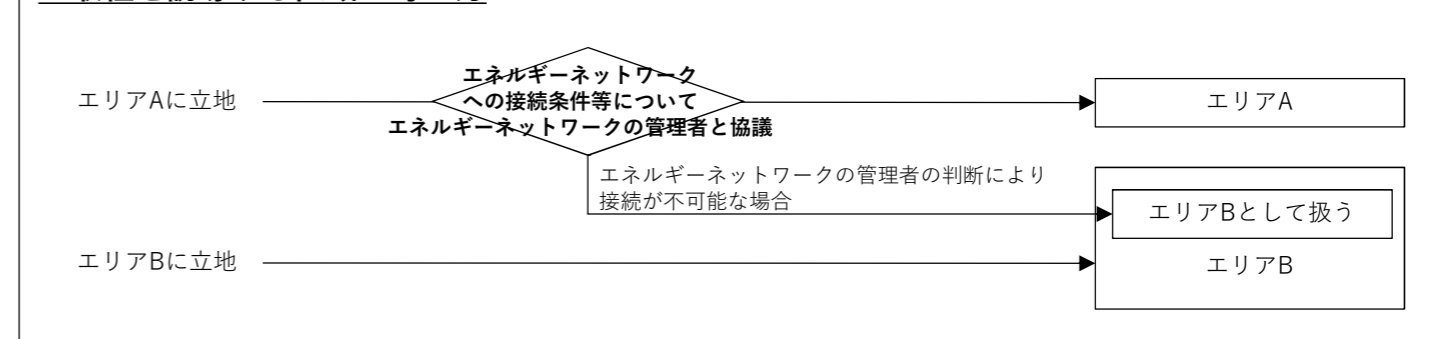 エネルギーネットワーク
への接続条件等について
エネルギーネットワークの管理者と協議
エリアAに立地
エリアA
エネルギーネットワークの管理者の判断により
接続が不可能な場合
エリアBとして扱う
エリアBに立地
エリアB